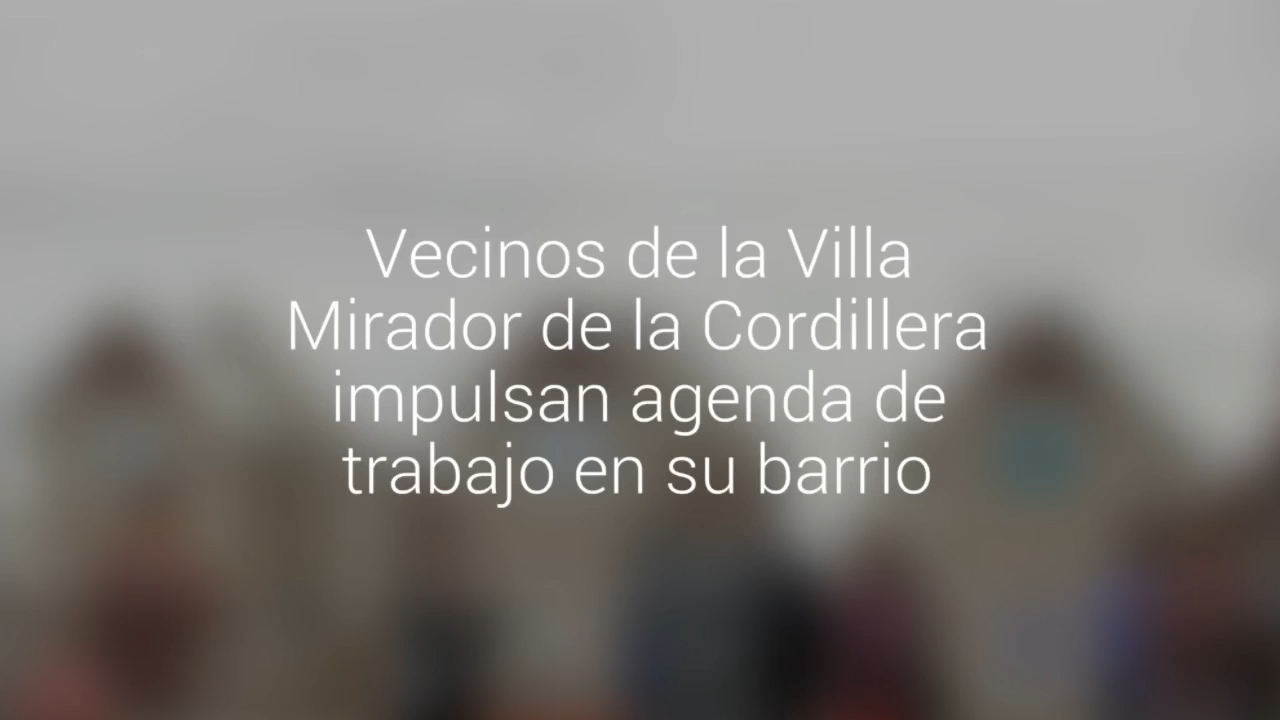 Vecinos de la Villa
Mirador de la Cordillera
impulsan agenda de
trabajo en su barrio